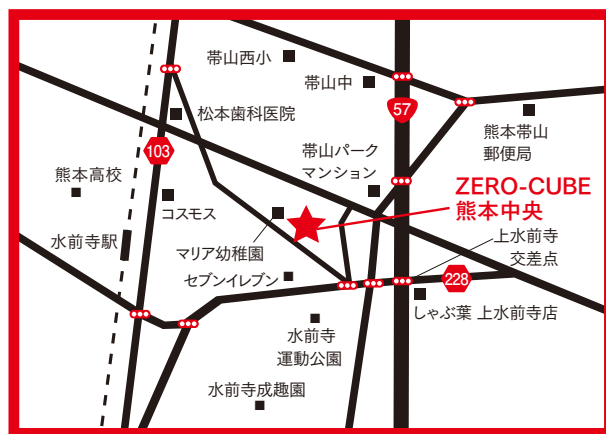 帯山西小
帯山中
57
松本歯科医院
熊本帯山
郵便局
103
帯山パーク
マンション
熊本高校
ZERO-CUBE
熊本中央
コスモス
水前寺駅
マリア幼稚園
上水前寺
交差点
セブンイレブン
228
しゃぶ葉 上水前寺店
水前寺
運動公園
水前寺成趣園